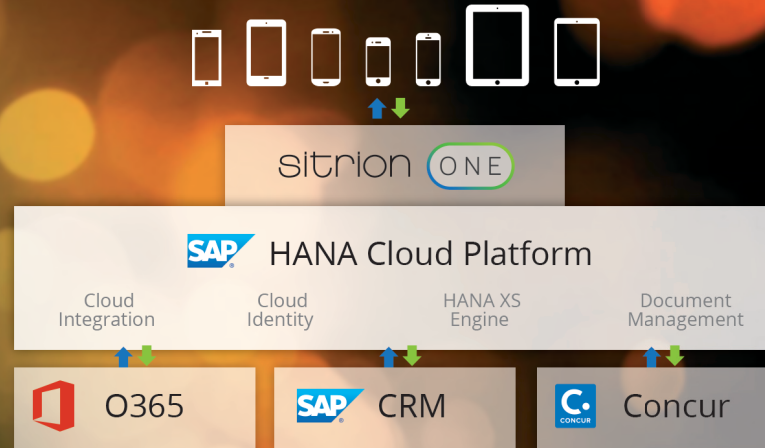 sitrion ONE
SAP® HANA Cloud Platform
Cloud Integration
Cloud Identity
HANA XS Engine
Document Management
O365
SAP® CRM
C. CONCUR Concur